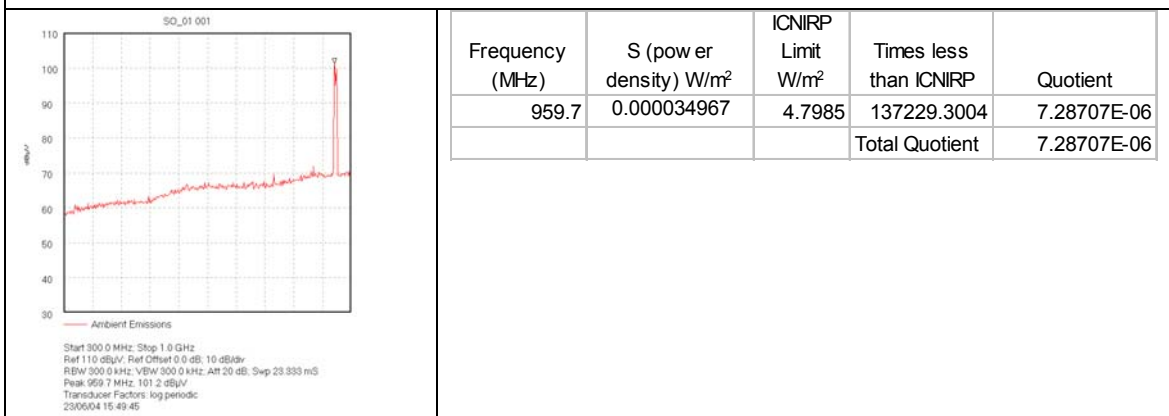 SO_01 001
110
100
90
80
70
60
50
40
30
dBµV
Ambient Emissions
Start 300.0 MHz; Stop 1.0 GHz
Ref 110 dBµV; Ref Offset 0.0 dB; 10 dB/div
RBW 300.0 kHz; VBW 300.0 kHz; Att 20 dB; Swp 23.333 mS
Peak 959.7 MHz, 101.2 dBµV
Transducer Factors: log periodic
23/06/04 15:49:45
Frequency (MHz) S (pow er density) W/m² ICNIRP Limit W/m² Times less than ICNIRP Quotient
959.7 0.000034967 4.7985 137229.3004 7.28707E-06
Total Quotient 7.28707E-06